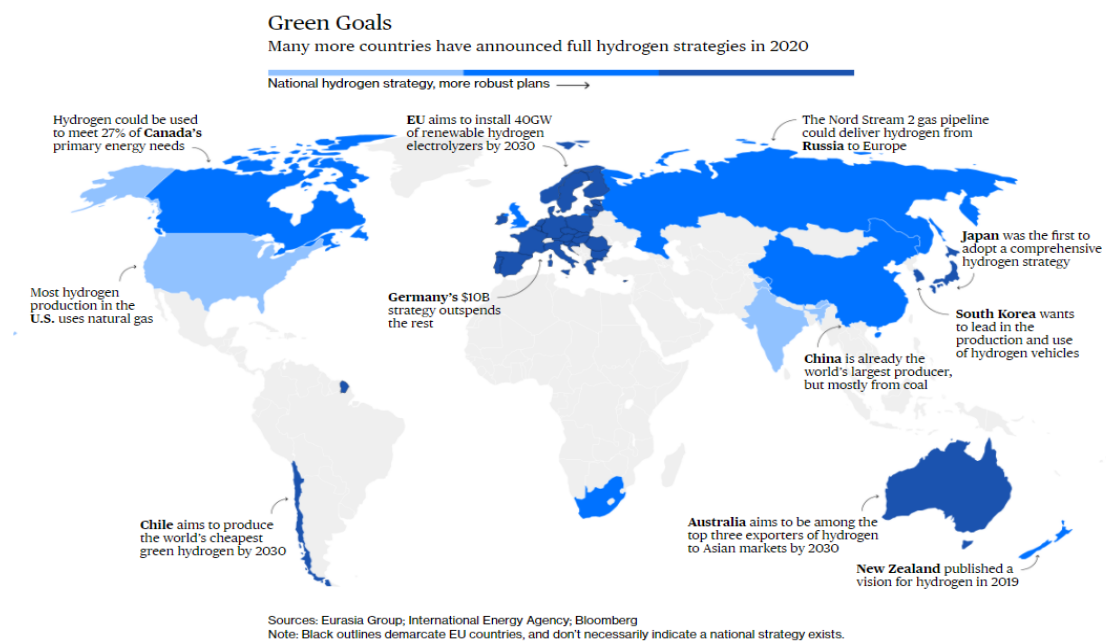 Green Goals
Many more countries have announced full hydrogen strategies in 2020
National hydrogen strategy, more robust plans
Hydrogen could be used
to meet 27% of Canada's
primary energy needs
EU aims to install 40GW
of renewable hydrogen
electrolyzers by 2030
The Nord Stream 2 gas pipeline
could deliver hydrogen from
Russia to Europe
Japan was the first to
adopt a comprehensive
hydrogen strategy
Most hydrogen
production in the
U.S. uses natural gas
Germany's $10B
strategy outspends
the rest
South Korea wants
to lead in the
production and use
of hydrogen vehicles
China is already the
world's largest producer,
but mostly from coal
Chile aims to produce
the world's cheapest
green hydrogen by 2030
Australia aims to be among the
top three exporters of hydrogen
to Asian markets by 2030
New Zealand published a
vision for hydrogen in 2019
Sources: Eurasia Group; International Energy Agency; Bloomberg
Note: Black outlines demarcate EU countries, and don't necessarily indicate a national strategy exists.